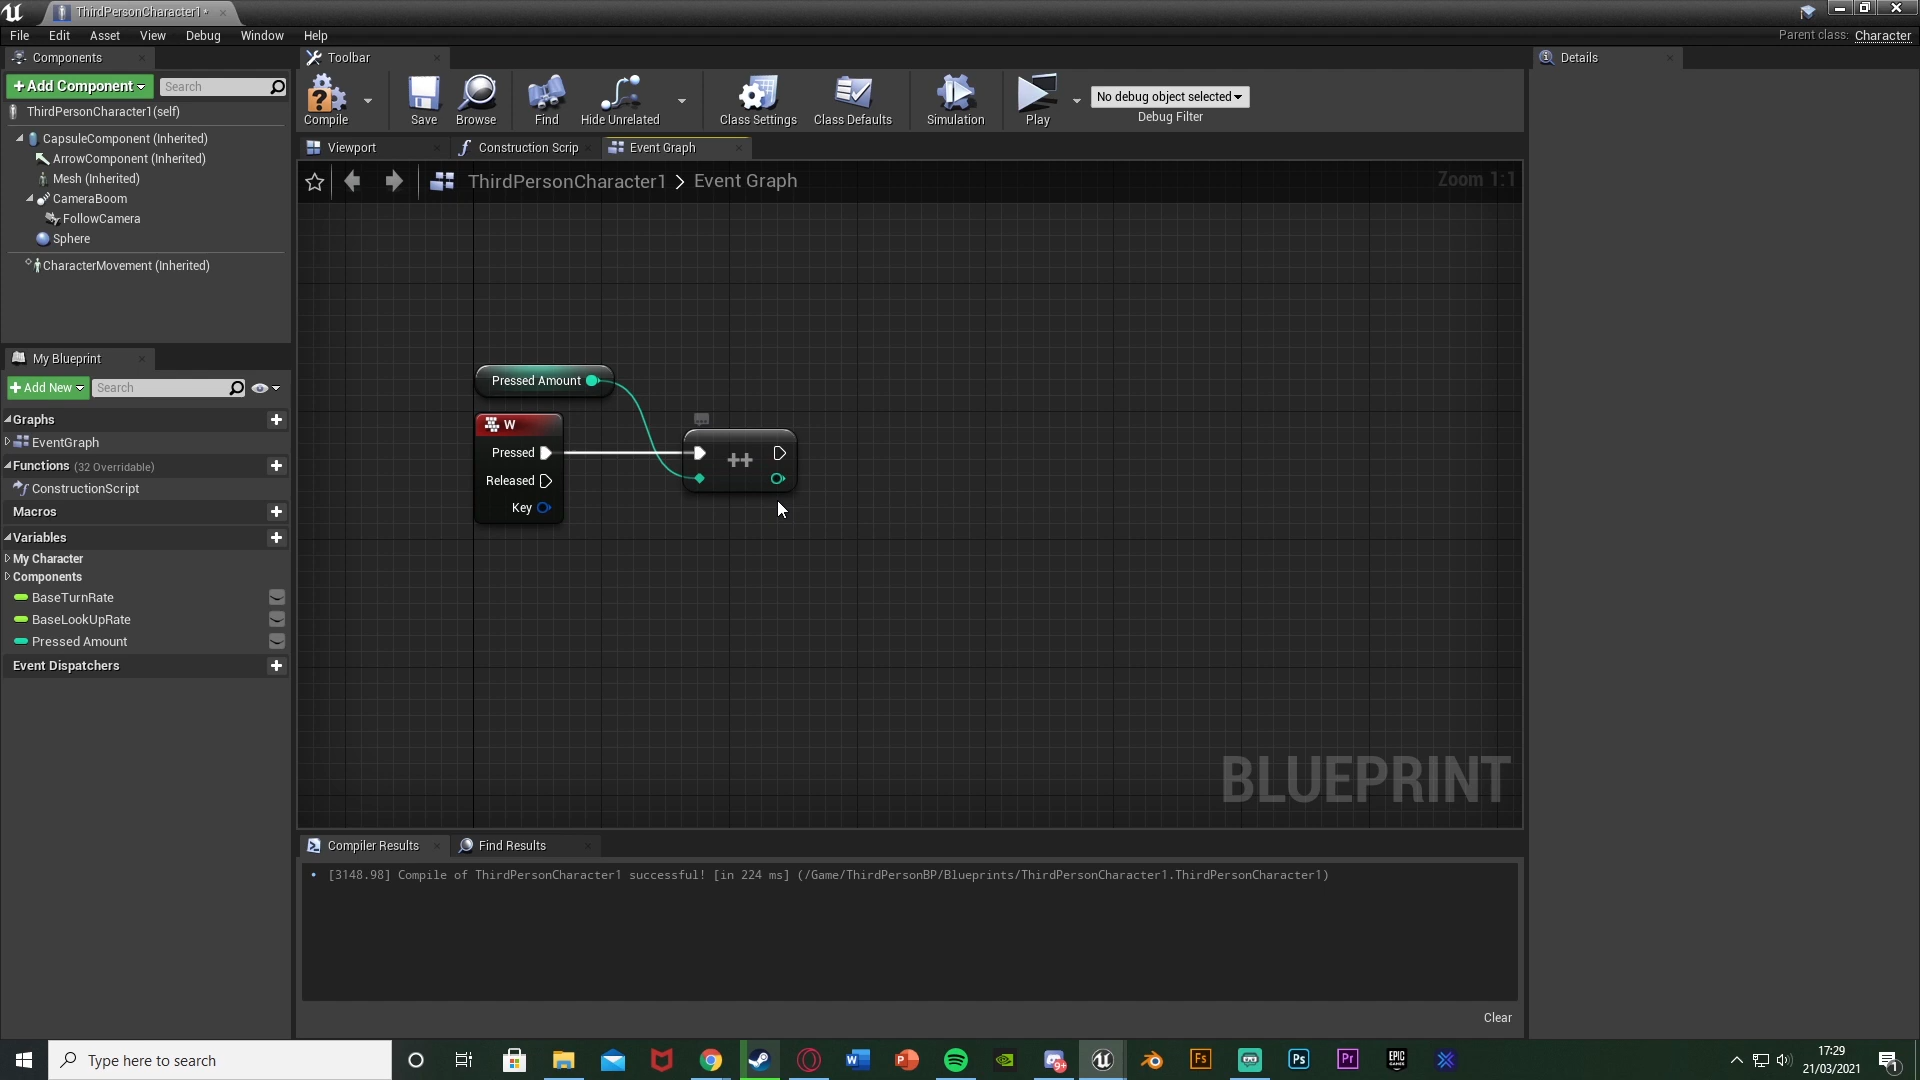 ThirdPersonCharacter1*
File Edit Asset View Debug Window Help
Parent class: Character
Components
+Add Component
Search
ThirdPersonCharacter1(self)
CapsuleComponent (Inherited)
ArrowComponent (Inherited)
Mesh (Inherited)
CameraBoom
FollowCamera
Sphere
CharacterMovement (Inherited)
My Blueprint
+Add New
Search
Graphs
EventGraph
Functions (32 Overridable)
ConstructionScript
Macros
Variables
My Character
Components
BaseTurnRate
BaseLookUpRate
Pressed Amount
Event Dispatchers
Toolbar
Compile
Save
Browse
Find
Hide Unrelated
Class Settings
Class Defaults
Simulation
Play
No debug object selected
Debug Filter
Viewport
Construction Scrip
Event Graph
ThirdPersonCharacter1 > Event Graph
Zoom 1:1
Pressed Amount
W
Pressed
Released
Key
++
BLUEPRINT
Compiler Results
Find Results
• [3148.98] Compile of ThirdPersonCharacter1 successful! [in 224 ms] (/Game/ThirdPersonBP/Blueprints/ThirdPersonCharacter1.ThirdPersonCharacter1)
Clear
Details
Type here to search
17:29
21/03/2021